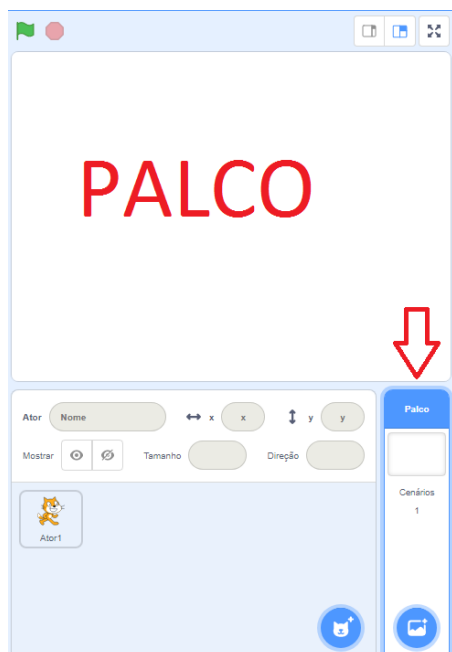 PALCO
Ator Nome x x y y
Mostrar Tamanho Direção
Ator1
Palco
Cenários
1